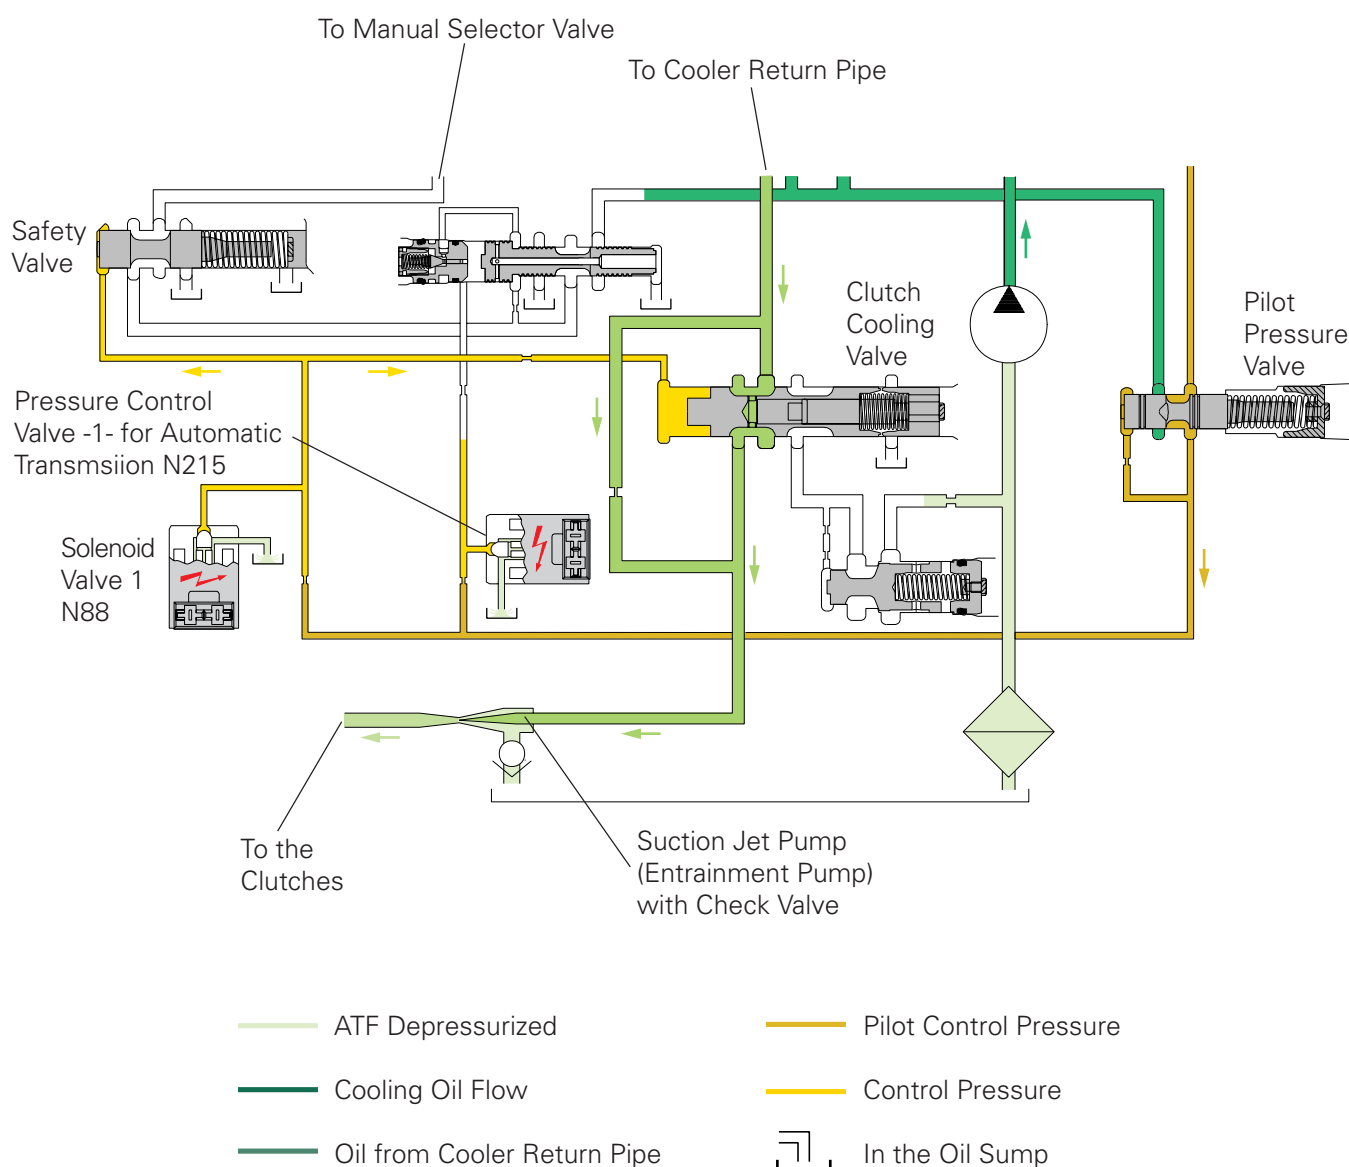 To Manual Selector Valve
To Cooler Return Pipe
Safety
Valve
Clutch
Cooling
Valve
Pilot
Pressure
Valve
Pressure Control
Valve -1- for Automatic
Transmsiion N215
Solenoid
Valve 1
N88
To the
Clutches
Suction Jet Pump
(Entrainment Pump)
with Check Valve
ATF Depressurized
Pilot Control Pressure
Cooling Oil Flow
Control Pressure
Oil from Cooler Return Pipe
In the Oil Sump